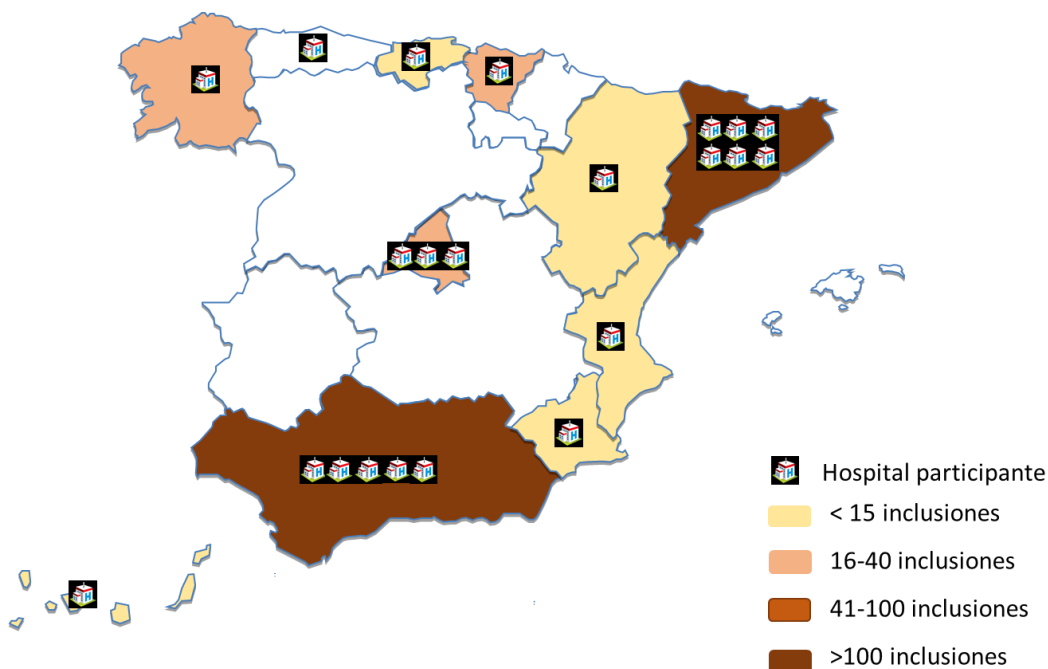 Hospital participante
< 15 inclusiones
16-40 inclusiones
41-100 inclusiones
>100 inclusiones